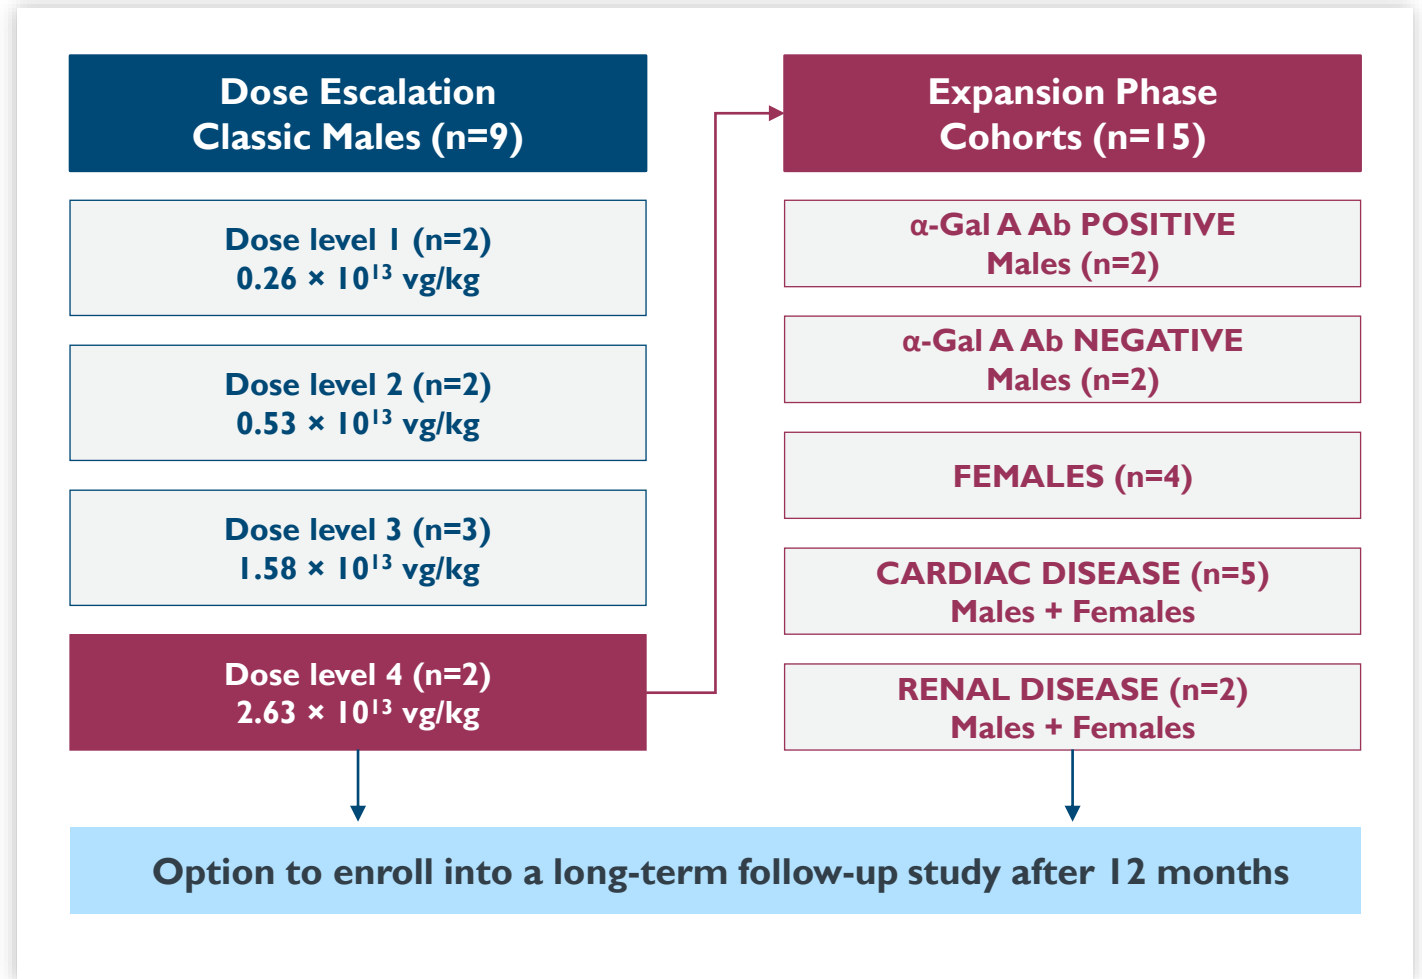 Dose Escalation
Classic Males (n=9)
Dose level 1 (n=2)
0.26 × 10¹³ vg/kg
Dose level 2 (n=2)
0.53 × 10¹³ vg/kg
Dose level 3 (n=3)
1.58 × 10¹³ vg/kg
Dose level 4 (n=2)
2.63 × 10¹³ vg/kg
Expansion Phase
Cohorts (n=15)
α-Gal A Ab POSITIVE
Males (n=2)
α-Gal A Ab NEGATIVE
Males (n=2)
FEMALES (n=4)
CARDIAC DISEASE (n=5)
Males + Females
RENAL DISEASE (n=2)
Males + Females
Option to enroll into a long-term follow-up study after 12 months